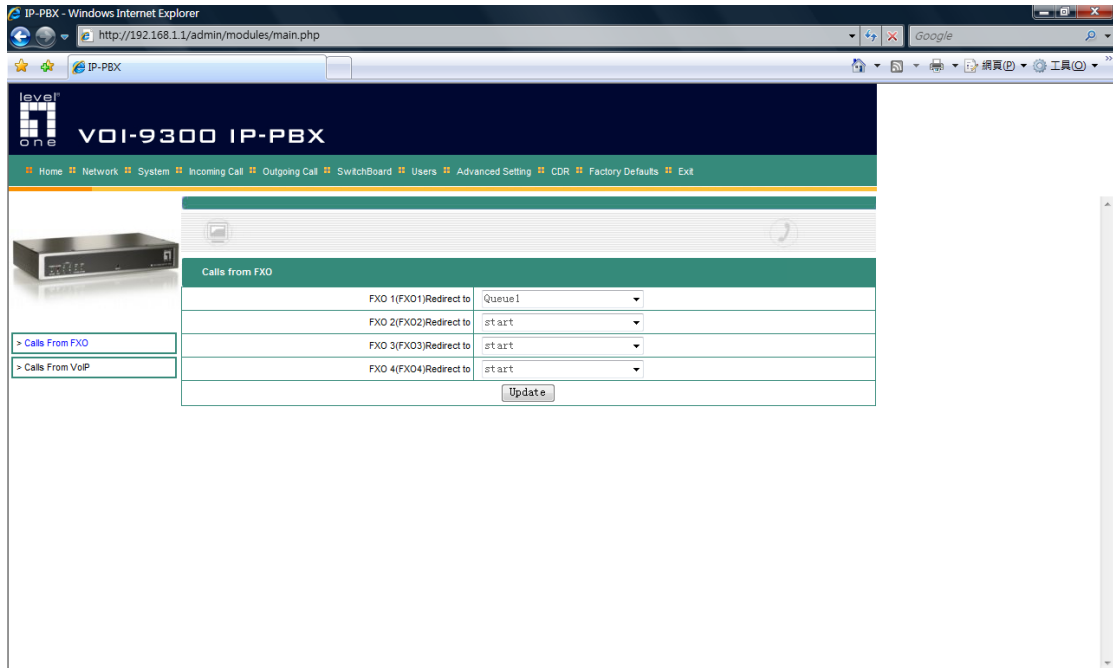 IP-PBX - Windows Internet Explorer
http://192.168.1.1/admin/modules/main.php
Google
IP-PBX
網頁(P)
工具(O)
level
one
VOI-9300 IP-PBX
Home Network System Incoming Call Outgoing Call SwitchBoard Users Advanced Setting CDR Factory Defaults Exit
Calls from FXO
FXO 1(FXO1)Redirect to Queue1
FXO 2(FXO2)Redirect to start
FXO 3(FXO3)Redirect to start
FXO 4(FXO4)Redirect to start
Update
> Calls From FXO
> Calls From VoIP